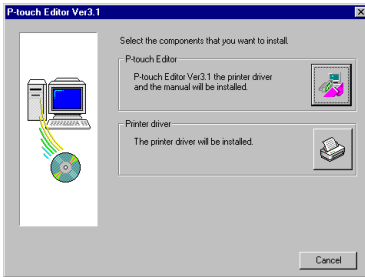 P-touch Editor Ver3.1
Select the components that you want to install.
P-touch Editor
P-touch Editor Ver3.1 the printer driver
and the manual will be installed.
Printer driver
The printer driver will be installed.
Cancel